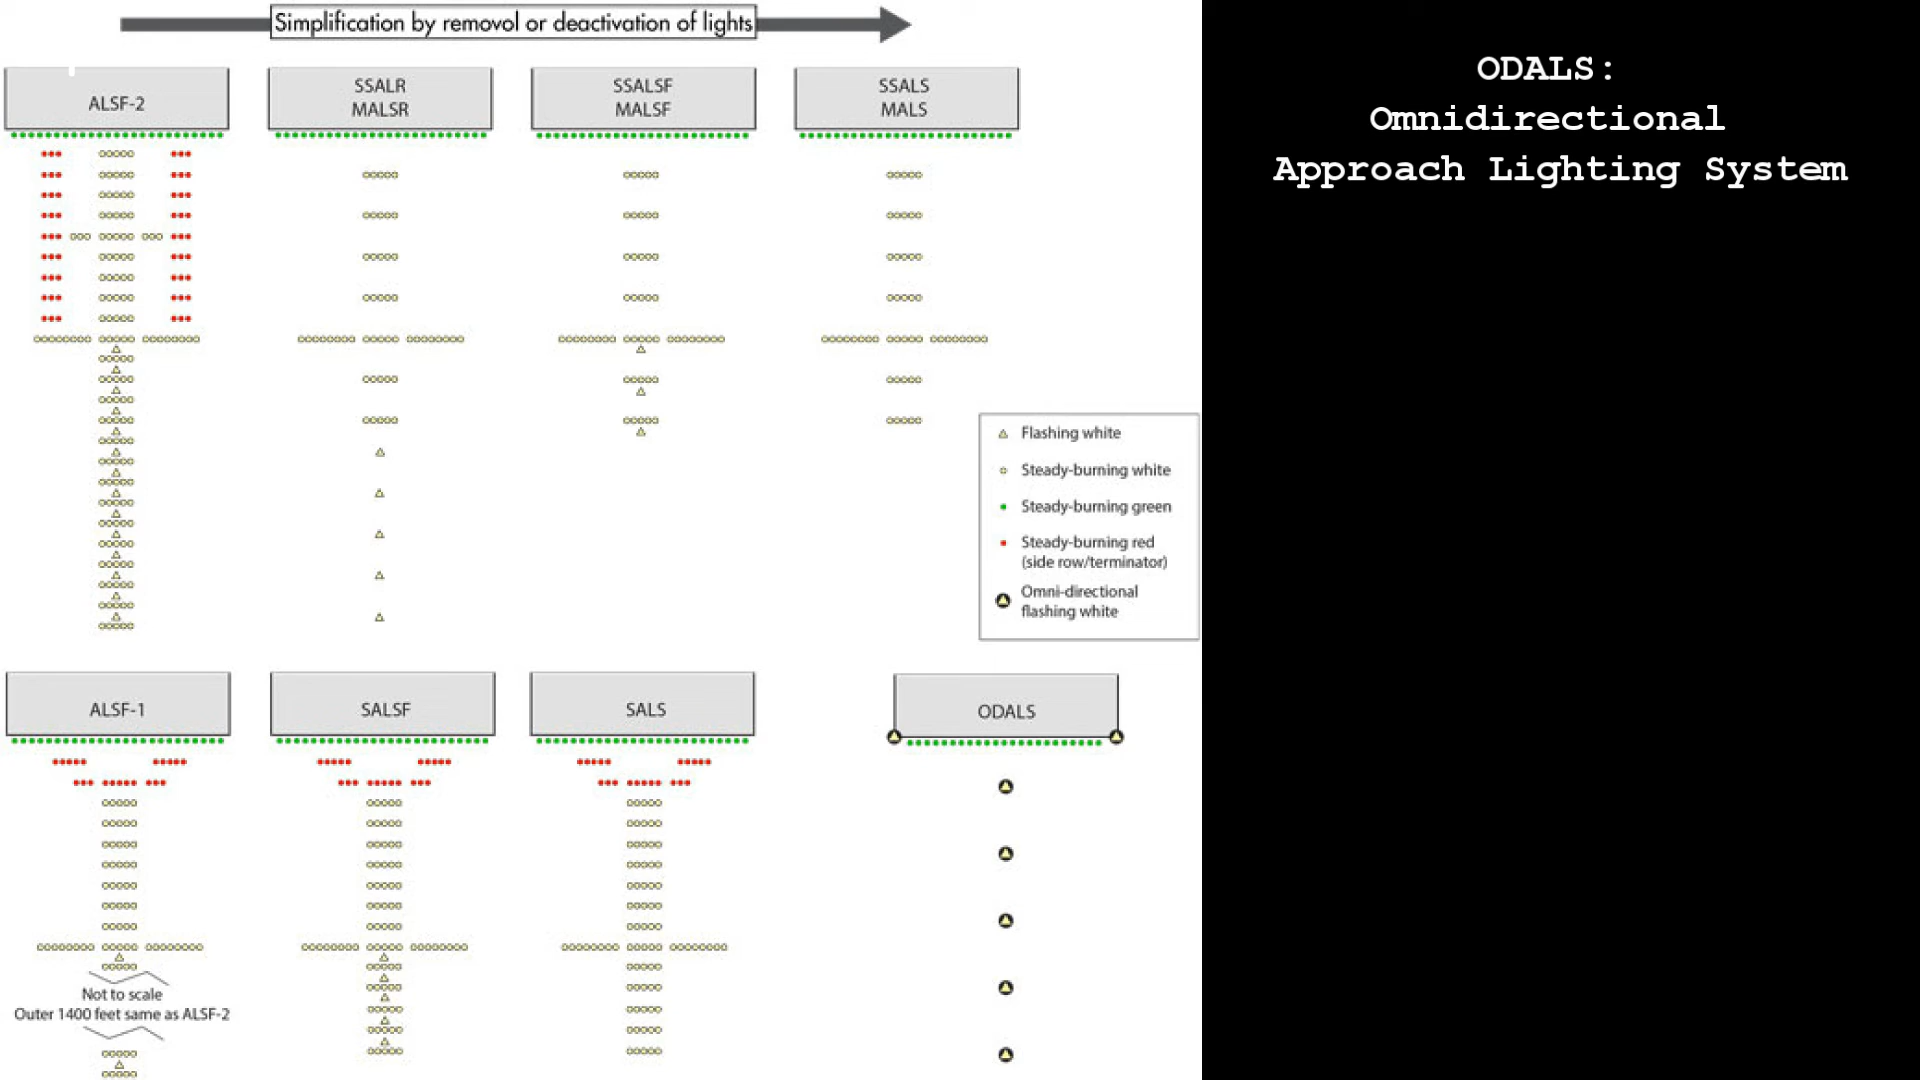 Simplification by removol or deactivation of lights
ALSF-2
SSALR
MALSR
SSALSF
MALSF
SSALS
MALS
Flashing white
Steady-burning white
Steady-burning green
Steady-burning red
(side row/terminator)
Omni-directional
flashing white
ALSF-1
SALSF
SALS
ODALS
Not to scale
Outer 1400 feet same as ALSF-2
ODALS:
Omnidirectional
Approach Lighting System